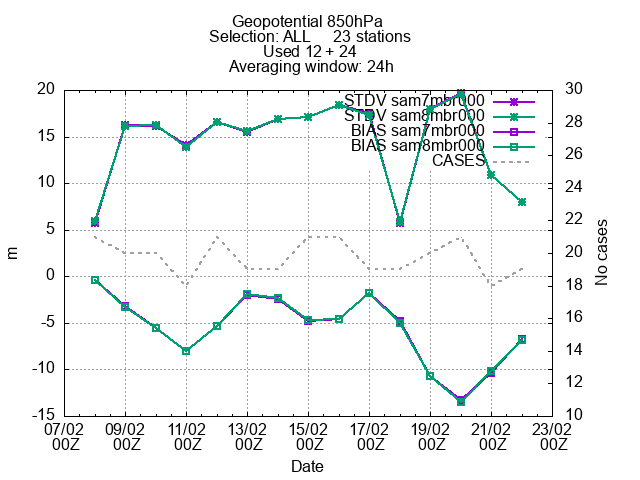 Geopotential 850hPa
Selection: ALL 23 stations
Used 12 + 24
Averaging window: 24h
STDV sam7mbr000
STDV sam8mbr000
BIAS sam7mbr000
BIAS sam8mbr000
CASES
20
15
10
5
0
-5
-10
-15
m
30
28
26
24
22
20
18
16
14
12
10
No cases
07/02 09/02 11/02 13/02 15/02 17/02 19/02 21/02 23/02
00Z 00Z 00Z 00Z 00Z 00Z 00Z 00Z 00Z
Date